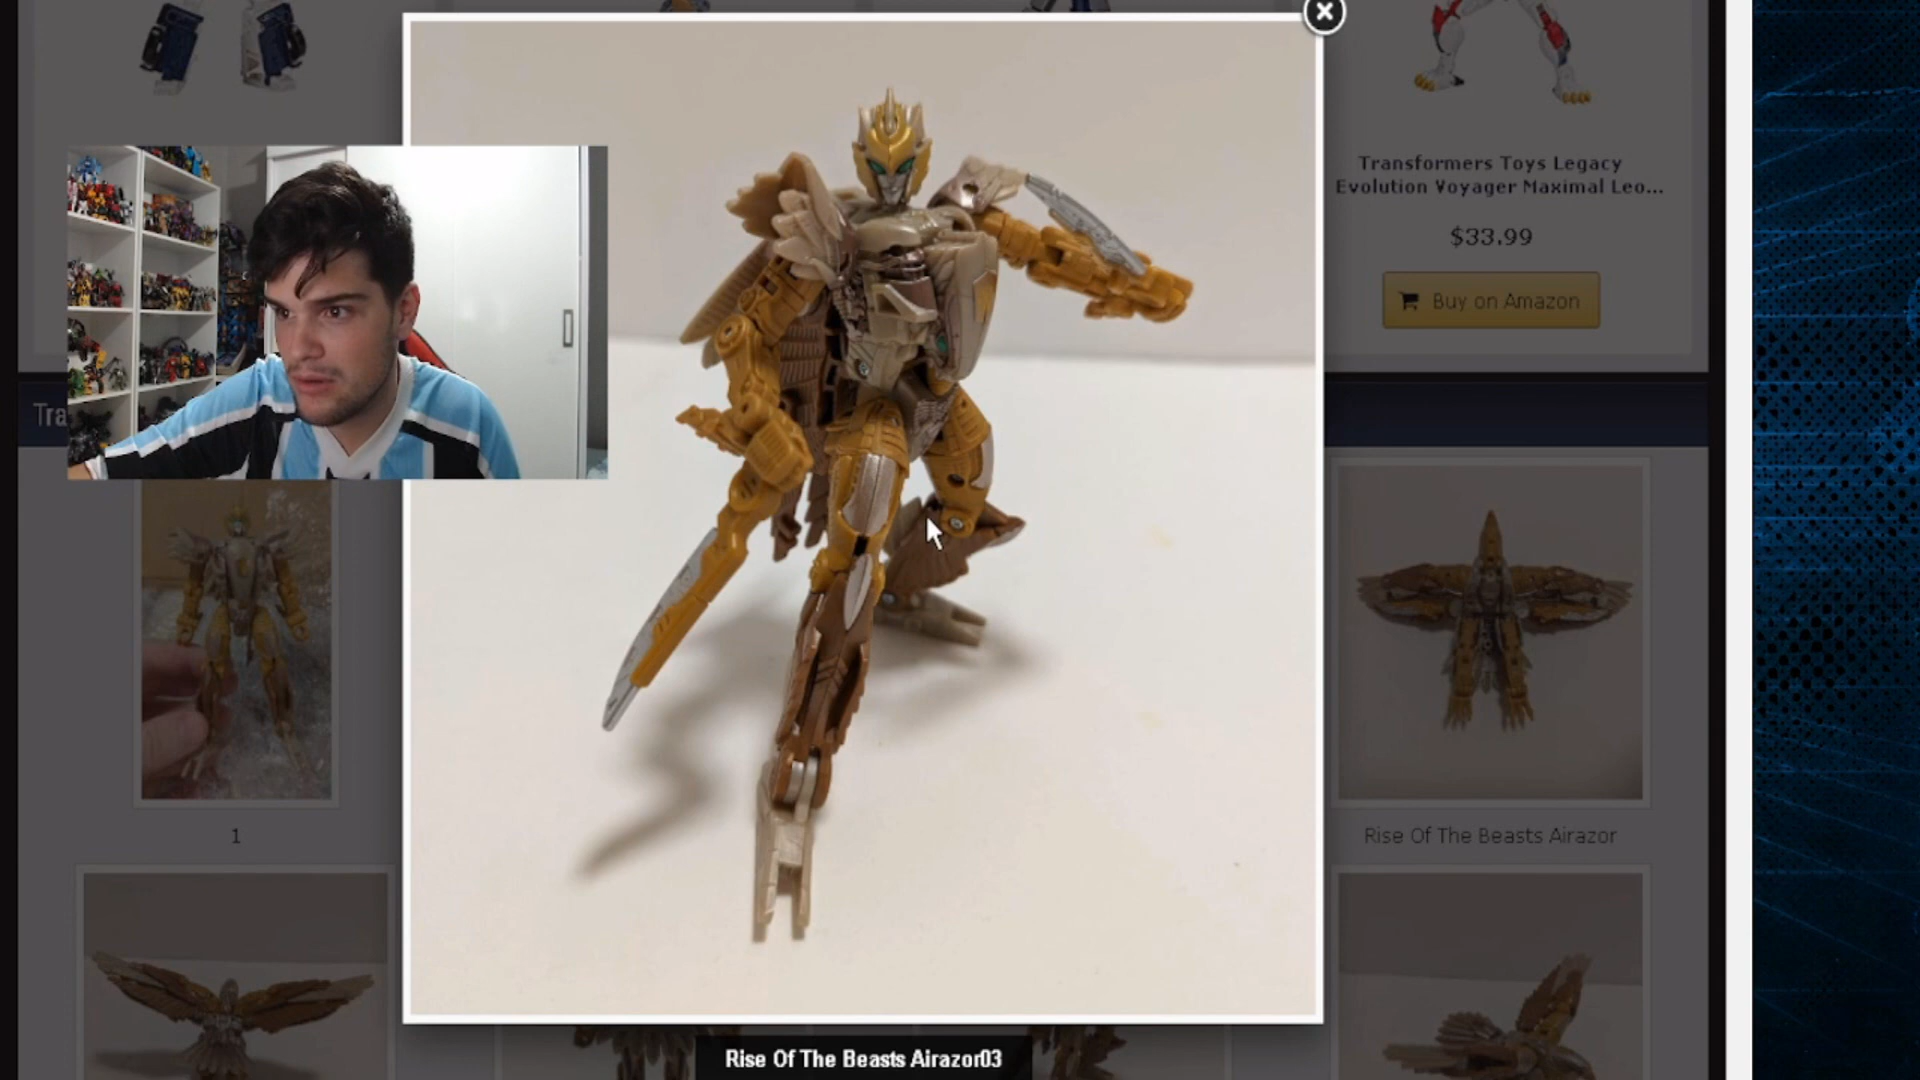 Transformers Toys Legacy
Evolution Voyager Maximal Leo...
$33.99
Buy on Amazon
Tra
1
Rise Of The Beasts Airazor
Rise Of The Beasts Airazor03